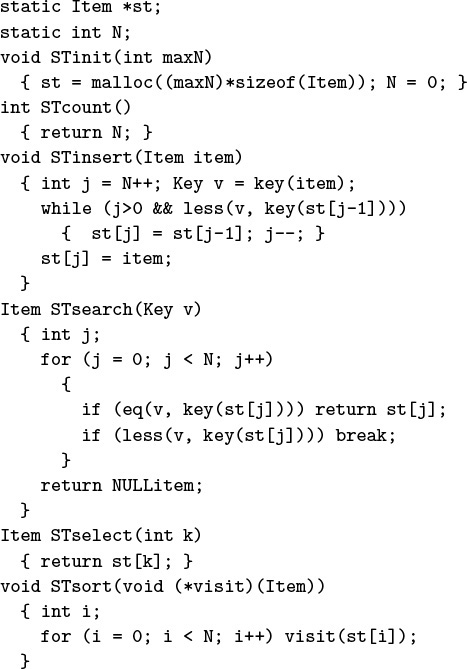 static Item *st;
static int N;
void STinit(int maxN)
  { st = malloc((maxN)*sizeof(Item)); N = 0; }
int STcount()
  { return N; }
void STinsert(Item item)
  { int j = N++; Key v = key(item);
    while (j>0 && less(v, key(st[j-1])))
      {  st[j] = st[j-1]; j--; }
    st[j] = item;
  }
Item STsearch(Key v)
  { int j;
    for (j = 0; j < N; j++)
      {
        if (eq(v, key(st[j]))) return st[j];
        if (less(v, key(st[j]))) break;
      }
    return NULLitem;
  }
Item STselect(int k)
  { return st[k]; }
void STsort(void (*visit)(Item))
  { int i;
    for (i = 0; i < N; i++) visit(st[i]);
  }